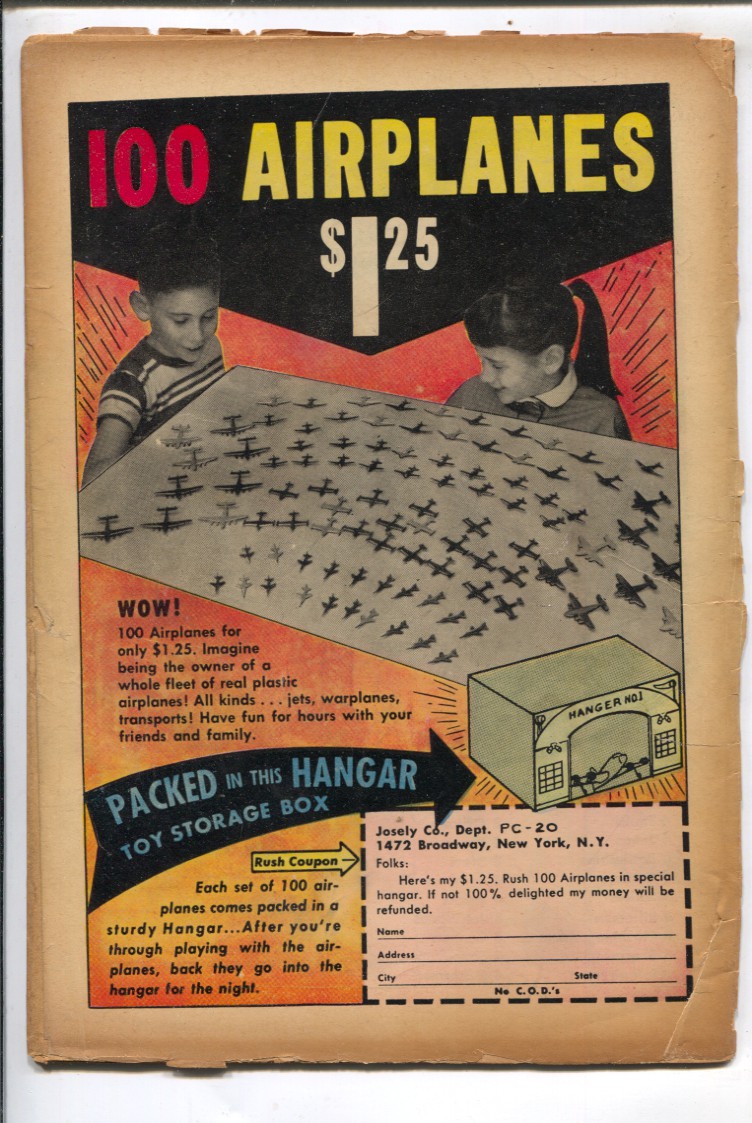 100 AIRPLANES
$1.25
WOW!
100 Airplanes for
only $1.25. Imagine
being the owner of a
whole fleet of real plastic
airplanes! All kinds . . . jets, warplanes,
transports! Have fun for hours with your
friends and family.
HANGER NO1
PACKED IN THIS HANGAR
TOY STORAGE BOX
Rush Coupon
Each set of 100 air-
planes comes packed in a
sturdy Hangar...After you're
through playing with the air-
planes, back they go into the
hangar for the night.
Josely Co., Dept. PC-20
1472 Broadway, New York, N.Y.
Folks:
Here's my $1.25. Rush 100 Airplanes in special
hangar. If not 100% delighted my money will be
refunded.
Name
Address
City State
No C.O.D.'s